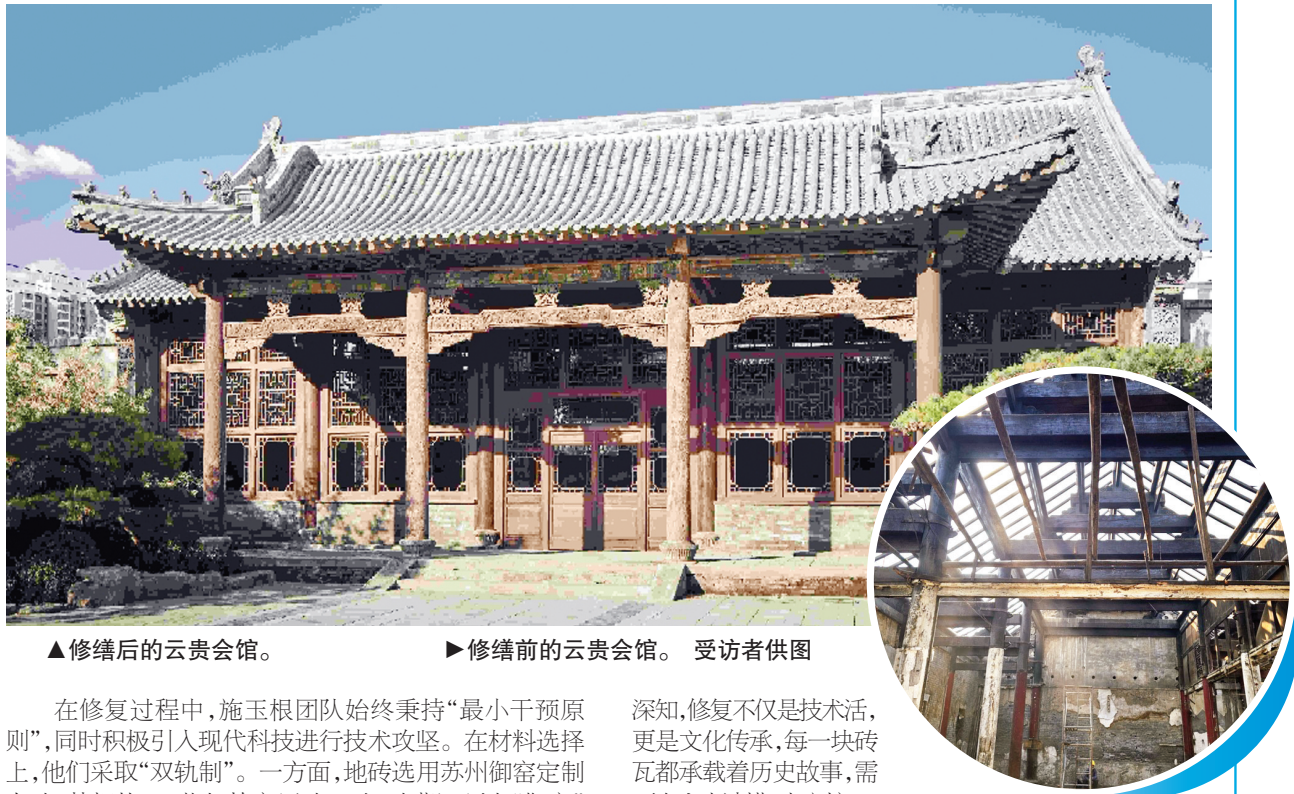 ▲修缮后的云贵会馆。
▶修缮前的云贵会馆。 受访者供图
在修复过程中,施玉根团队始终秉持“最小干预原
则”,同时积极引入现代科技进行技术攻坚。在材料选择
上,他们采取“双轨制”。一方面,地砖选用苏州御窑定制
深知,修复不仅是技术活,
更是文化传承,每一块砖
瓦都承载着历史故事,需